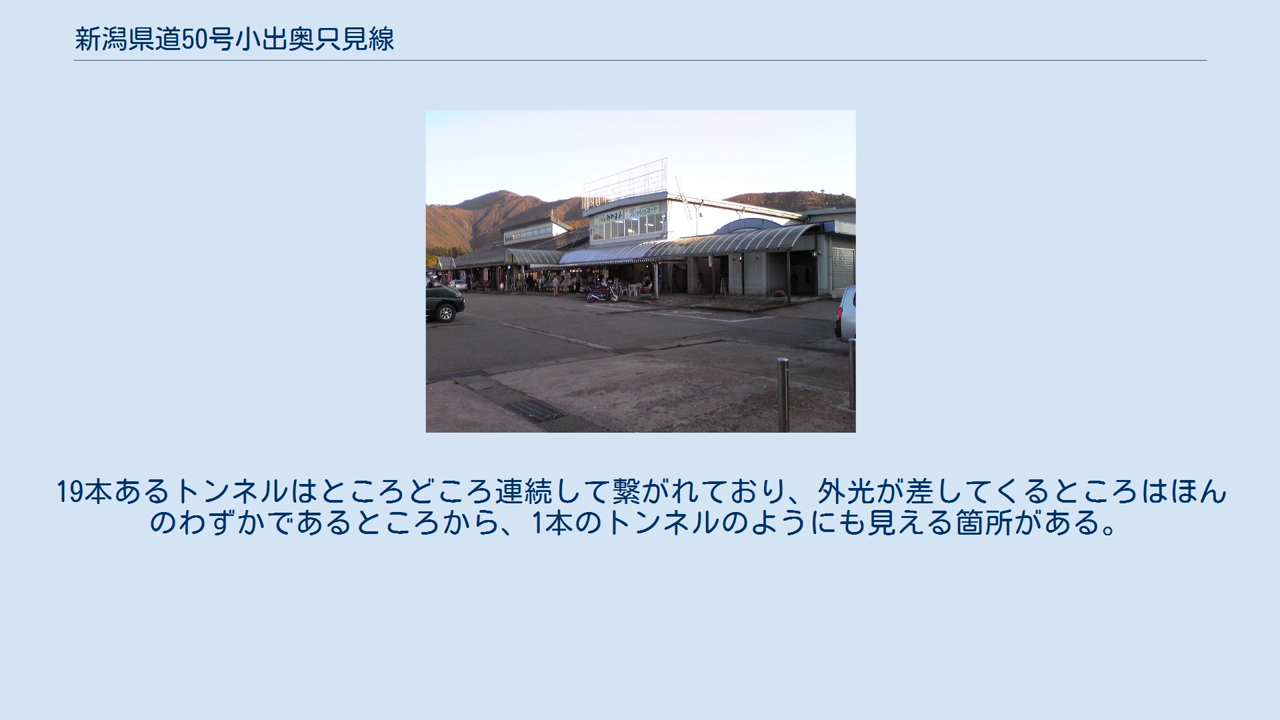 新潟県道50号小出奥只見線
19本あるトンネルはところどころ連続して繋がれており、外光が差してくるところはほん
のわずかであるところから、1本のトンネルのようにも見える箇所がある。